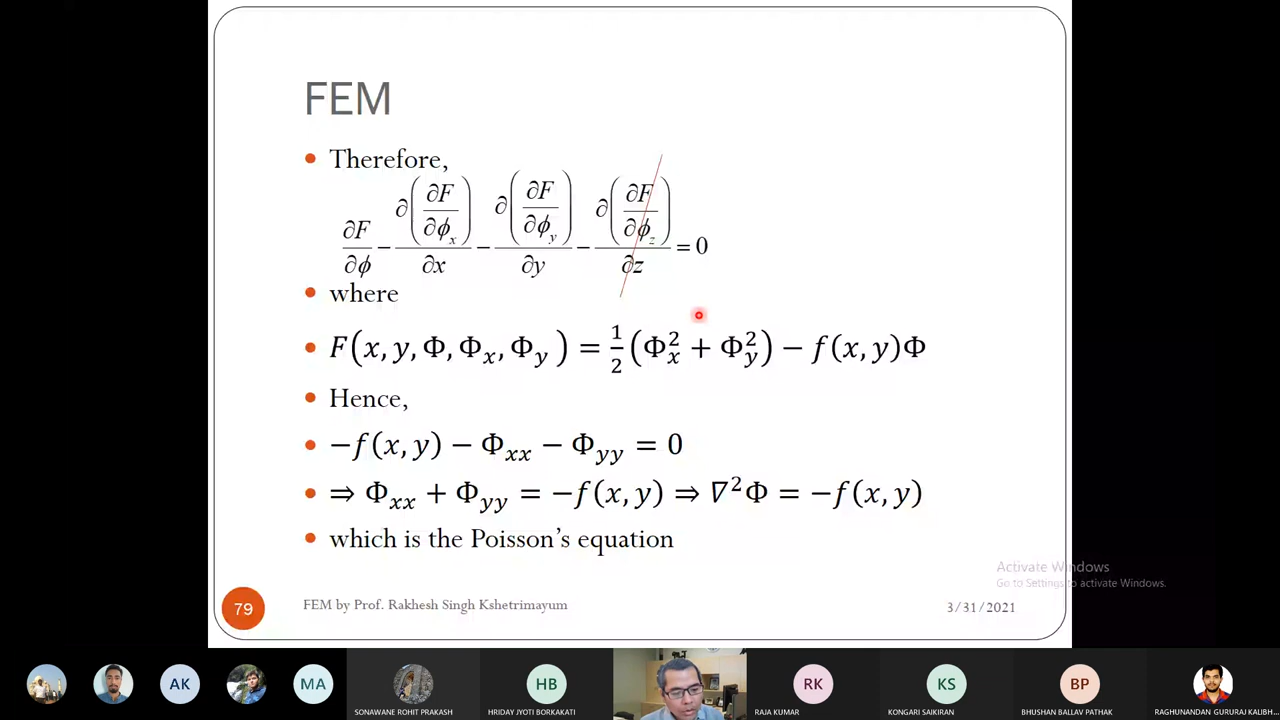 FEM
Therefore,
∂F/∂ϕ − ∂(∂F/∂ϕ_x)/∂x − ∂(∂F/∂ϕ_y)/∂y − ∂(∂F/∂ϕ_z)/∂z = 0
where
F(x, y, Φ, Φ_x, Φ_y) = 1/2 (Φ_x^2 + Φ_y^2) − f(x, y)Φ
Hence,
−f(x, y) − Φ_xx − Φ_yy = 0
⇒ Φ_xx + Φ_yy = −f(x, y) ⇒ ∇²Φ = −f(x, y)
which is the Poisson's equation
Activate Windows
Go to Settings to activate Windows.
79
FEM by Prof. Rakhesh Singh Kshetrimayum
3/31/2021
AK
MA
HB
RK
KS
BP
SONAWANE ROHIT PRAKASH
HRIDAY JYOTI BORKAKATI
RAJA KUMAR
KONGARI SAIKIRAN
BHUSHAN BALLAV PATHAK
RAGHUNANDAN GURURAJ KALIBH...